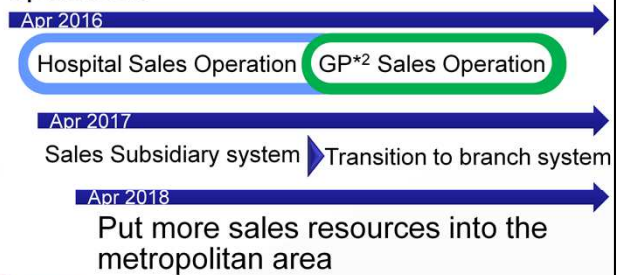 Apr 2016
Hospital Sales Operation GP*2 Sales Operation
Apr 2017
Sales Subsidiary system Transition to branch system
Apr 2018
Put more sales resources into the
metropolitan area